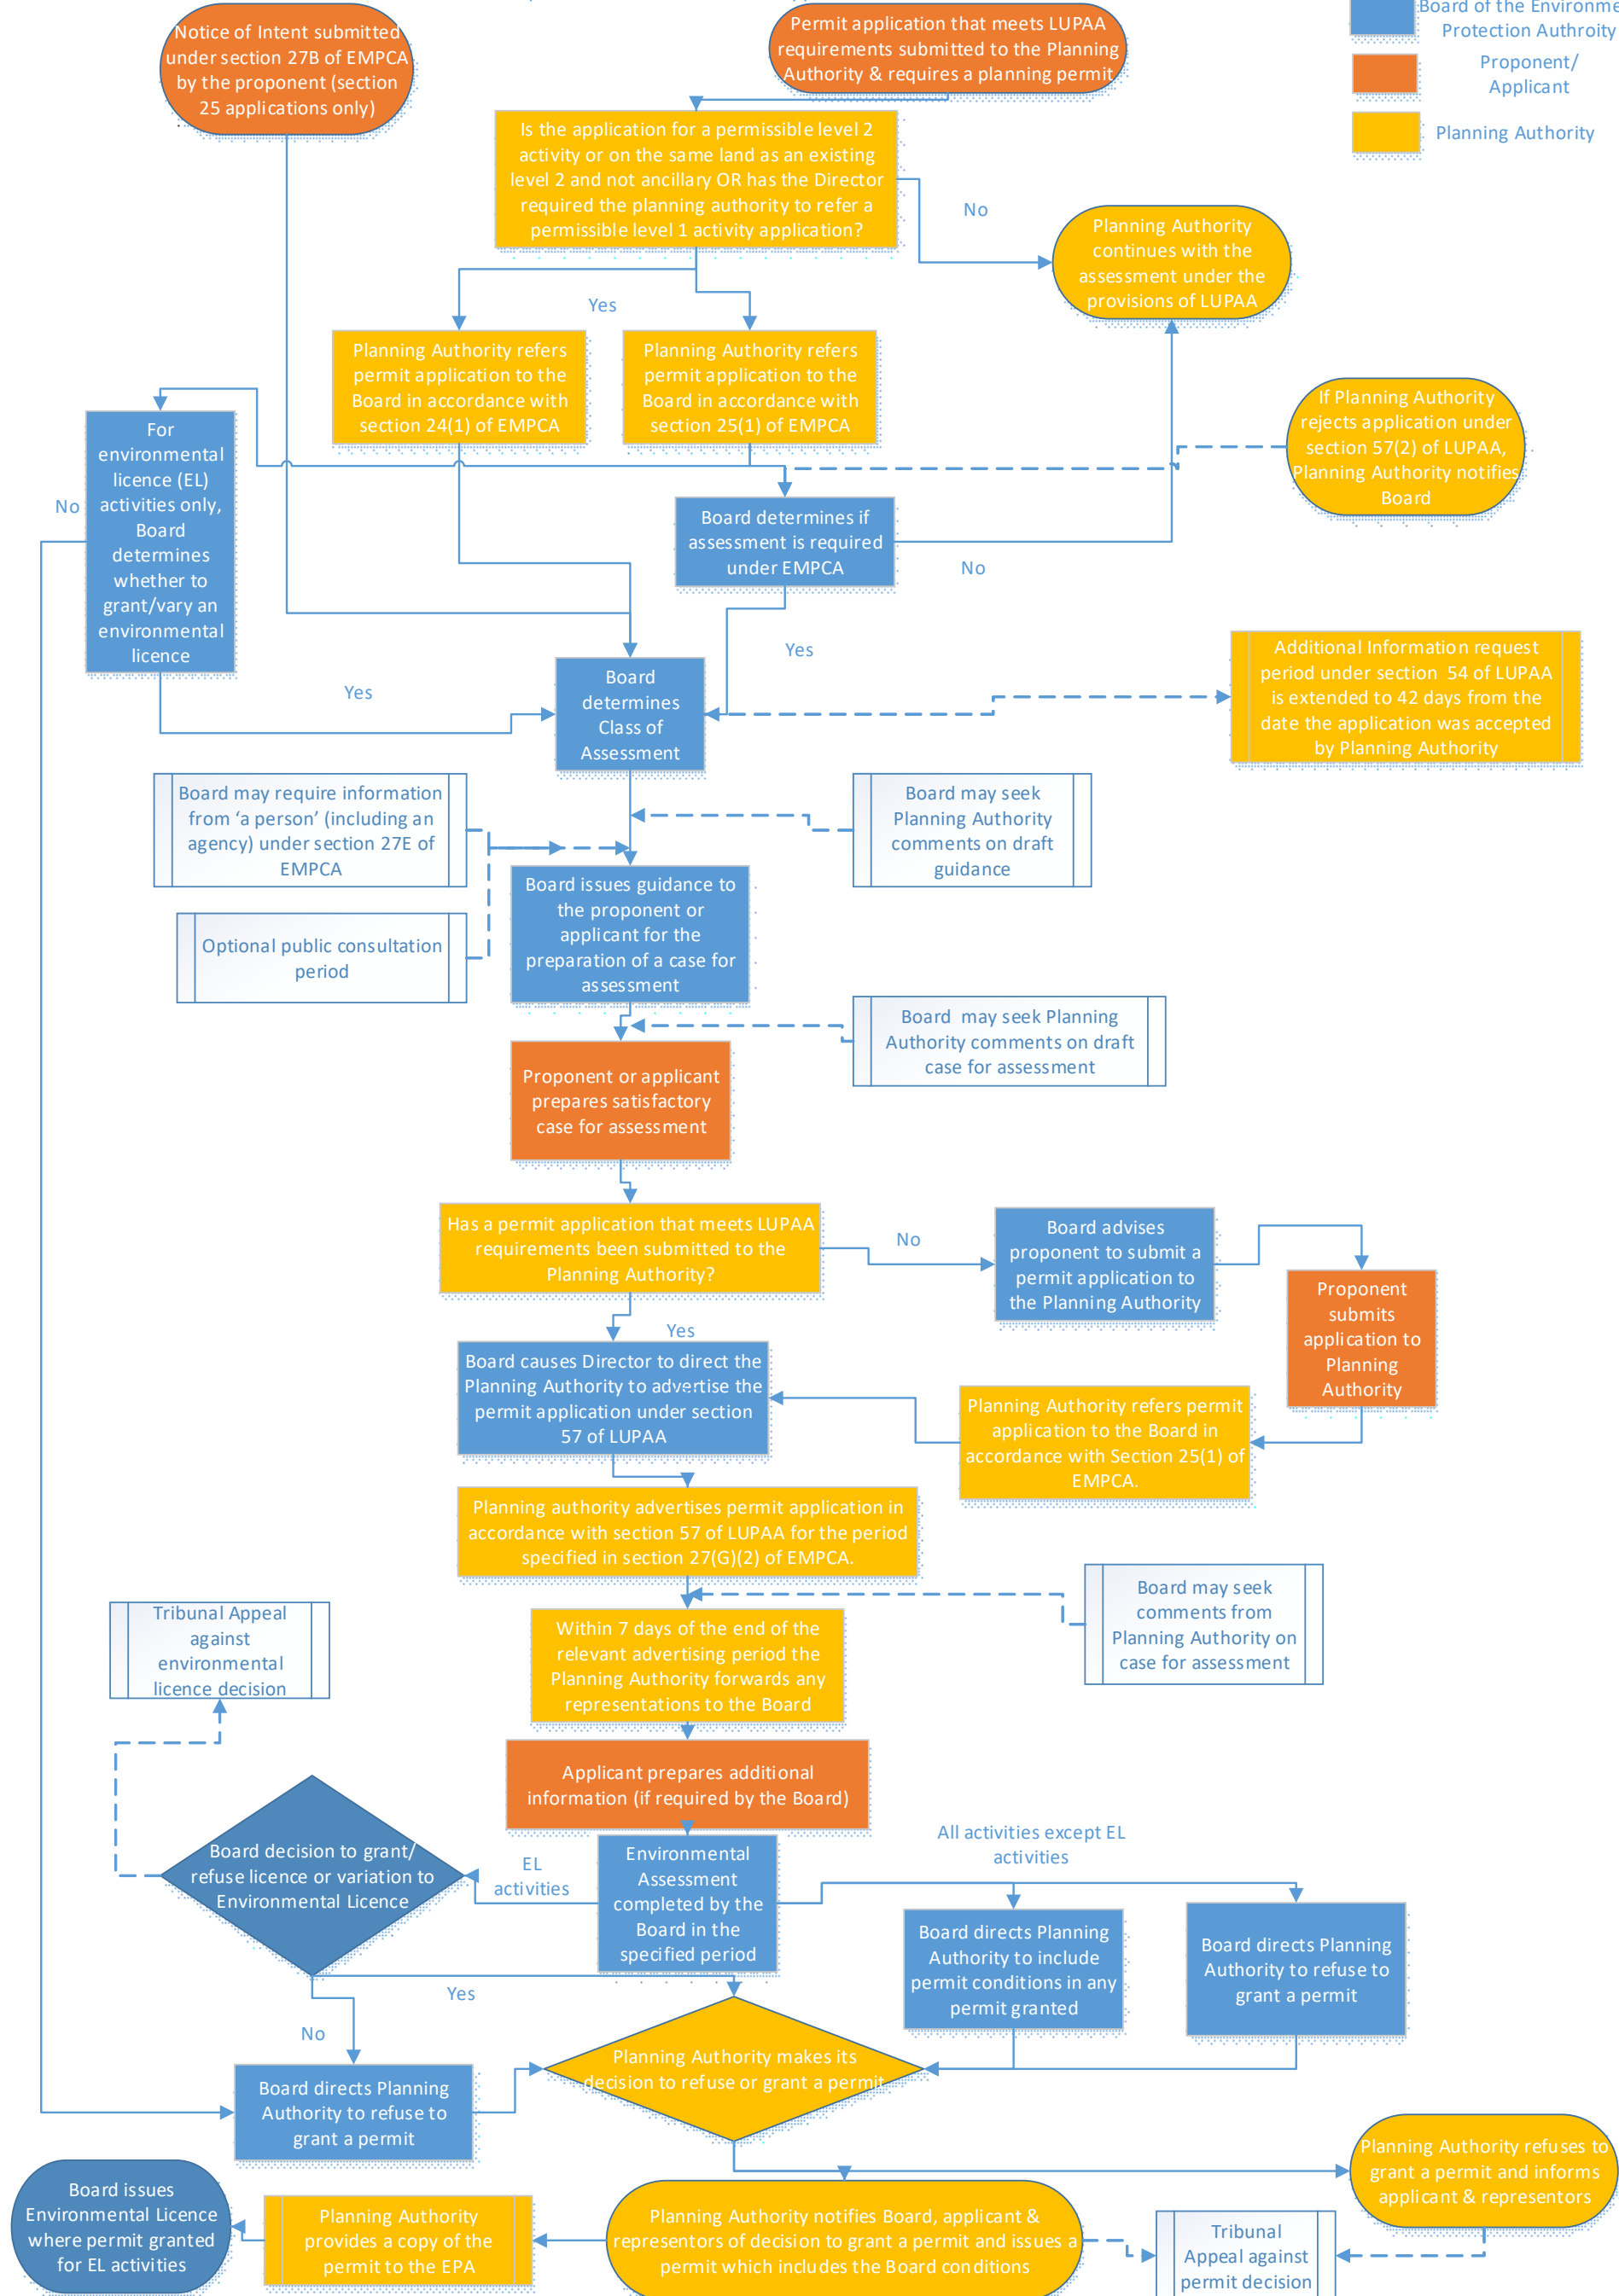 Notice of Intent submitted
under section 27B of EMPCA
by the proponent (section
25 applications only)
Permit application that meets LUPAA
requirements submitted to the Planning
Authority & requires a planning permit
Board of the Environme
Protection Authroity
Proponent/
Applicant
Planning Authority
Is the application for a permissible level 2
activity or on the same land as an existing
level 2 and not ancillary OR has the Director
required the planning authority to refer a
permissible level 1 activity application?
No
Planning Authority
continues with the
assessment under the
provisions of LUPAA
Yes
Planning Authority refers
permit application to the
Board in accordance with
section 24(1) of EMPCA
Planning Authority refers
permit application to the
Board in accordance with
section 25(1) of EMPCA
If Planning Authority
rejects application under
section 57(2) of LUPAA,
Planning Authority notifies
Board
For
environmental
licence (EL)
activities only,
Board
determines
whether to
grant/vary an
environmental
licence
No
Board determines if
assessment is required
under EMPCA
No
Yes
Yes
Board
determines
Class of
Assessment
Additional Information request
period under section 54 of LUPAA
is extended to 42 days from the
date the application was accepted
by Planning Authority
Board may require information
from ‘a person’ (including an
agency) under section 27E of
EMPCA
Board may seek
Planning Authority
comments on draft
guidance
Optional public consultation
period
Board issues guidance to
the proponent or
applicant for the
preparation of a case for
assessment
Board may seek Planning
Authority comments on draft
case for assessment
Proponent or applicant
prepares satisfactory
case for assessment
Has a permit application that meets LUPAA
requirements been submitted to the
Planning Authority?
No
Board advises
proponent to submit a
permit application to
the Planning Authority
Proponent
submits
application to
Planning
Authority
Yes
Board causes Director to direct the
Planning Authority to advertise the
permit application under section
57 of LUPAA
Planning Authority refers permit
application to the Board in
accordance with Section 25(1) of
EMPCA.
Planning authority advertises permit application in
accordance with section 57 of LUPAA for the period
specified in section 27(G)(2) of EMPCA.
Board may seek
comments from
Planning Authority on
case for assessment
Within 7 days of the end of the
relevant advertising period the
Planning Authority forwards any
representations to the Board
Tribunal Appeal
against
environmental
licence decision
Applicant prepares additional
information (if required by the Board)
Board decision to grant/
refuse licence or variation to
Environmental Licence
EL
activities
Environmental
Assessment
completed by the
Board in the
specified period
All activities except EL
activities
Board directs Planning
Authority to include
permit conditions in any
permit granted
Board directs Planning
Authority to refuse to
grant a permit
Yes
No
Planning Authority makes its
decision to refuse or grant a permit
Board directs Planning
Authority to refuse to
grant a permit
Planning Authority refuses to
grant a permit and informs
applicant & representors
Board issues
Environmental Licence
where permit granted
for EL activities
Planning Authority
provides a copy of the
permit to the EPA
Planning Authority notifies Board, applicant &
representors of decision to grant a permit and issues a
permit which includes the Board conditions
Tribunal
Appeal against
permit decision